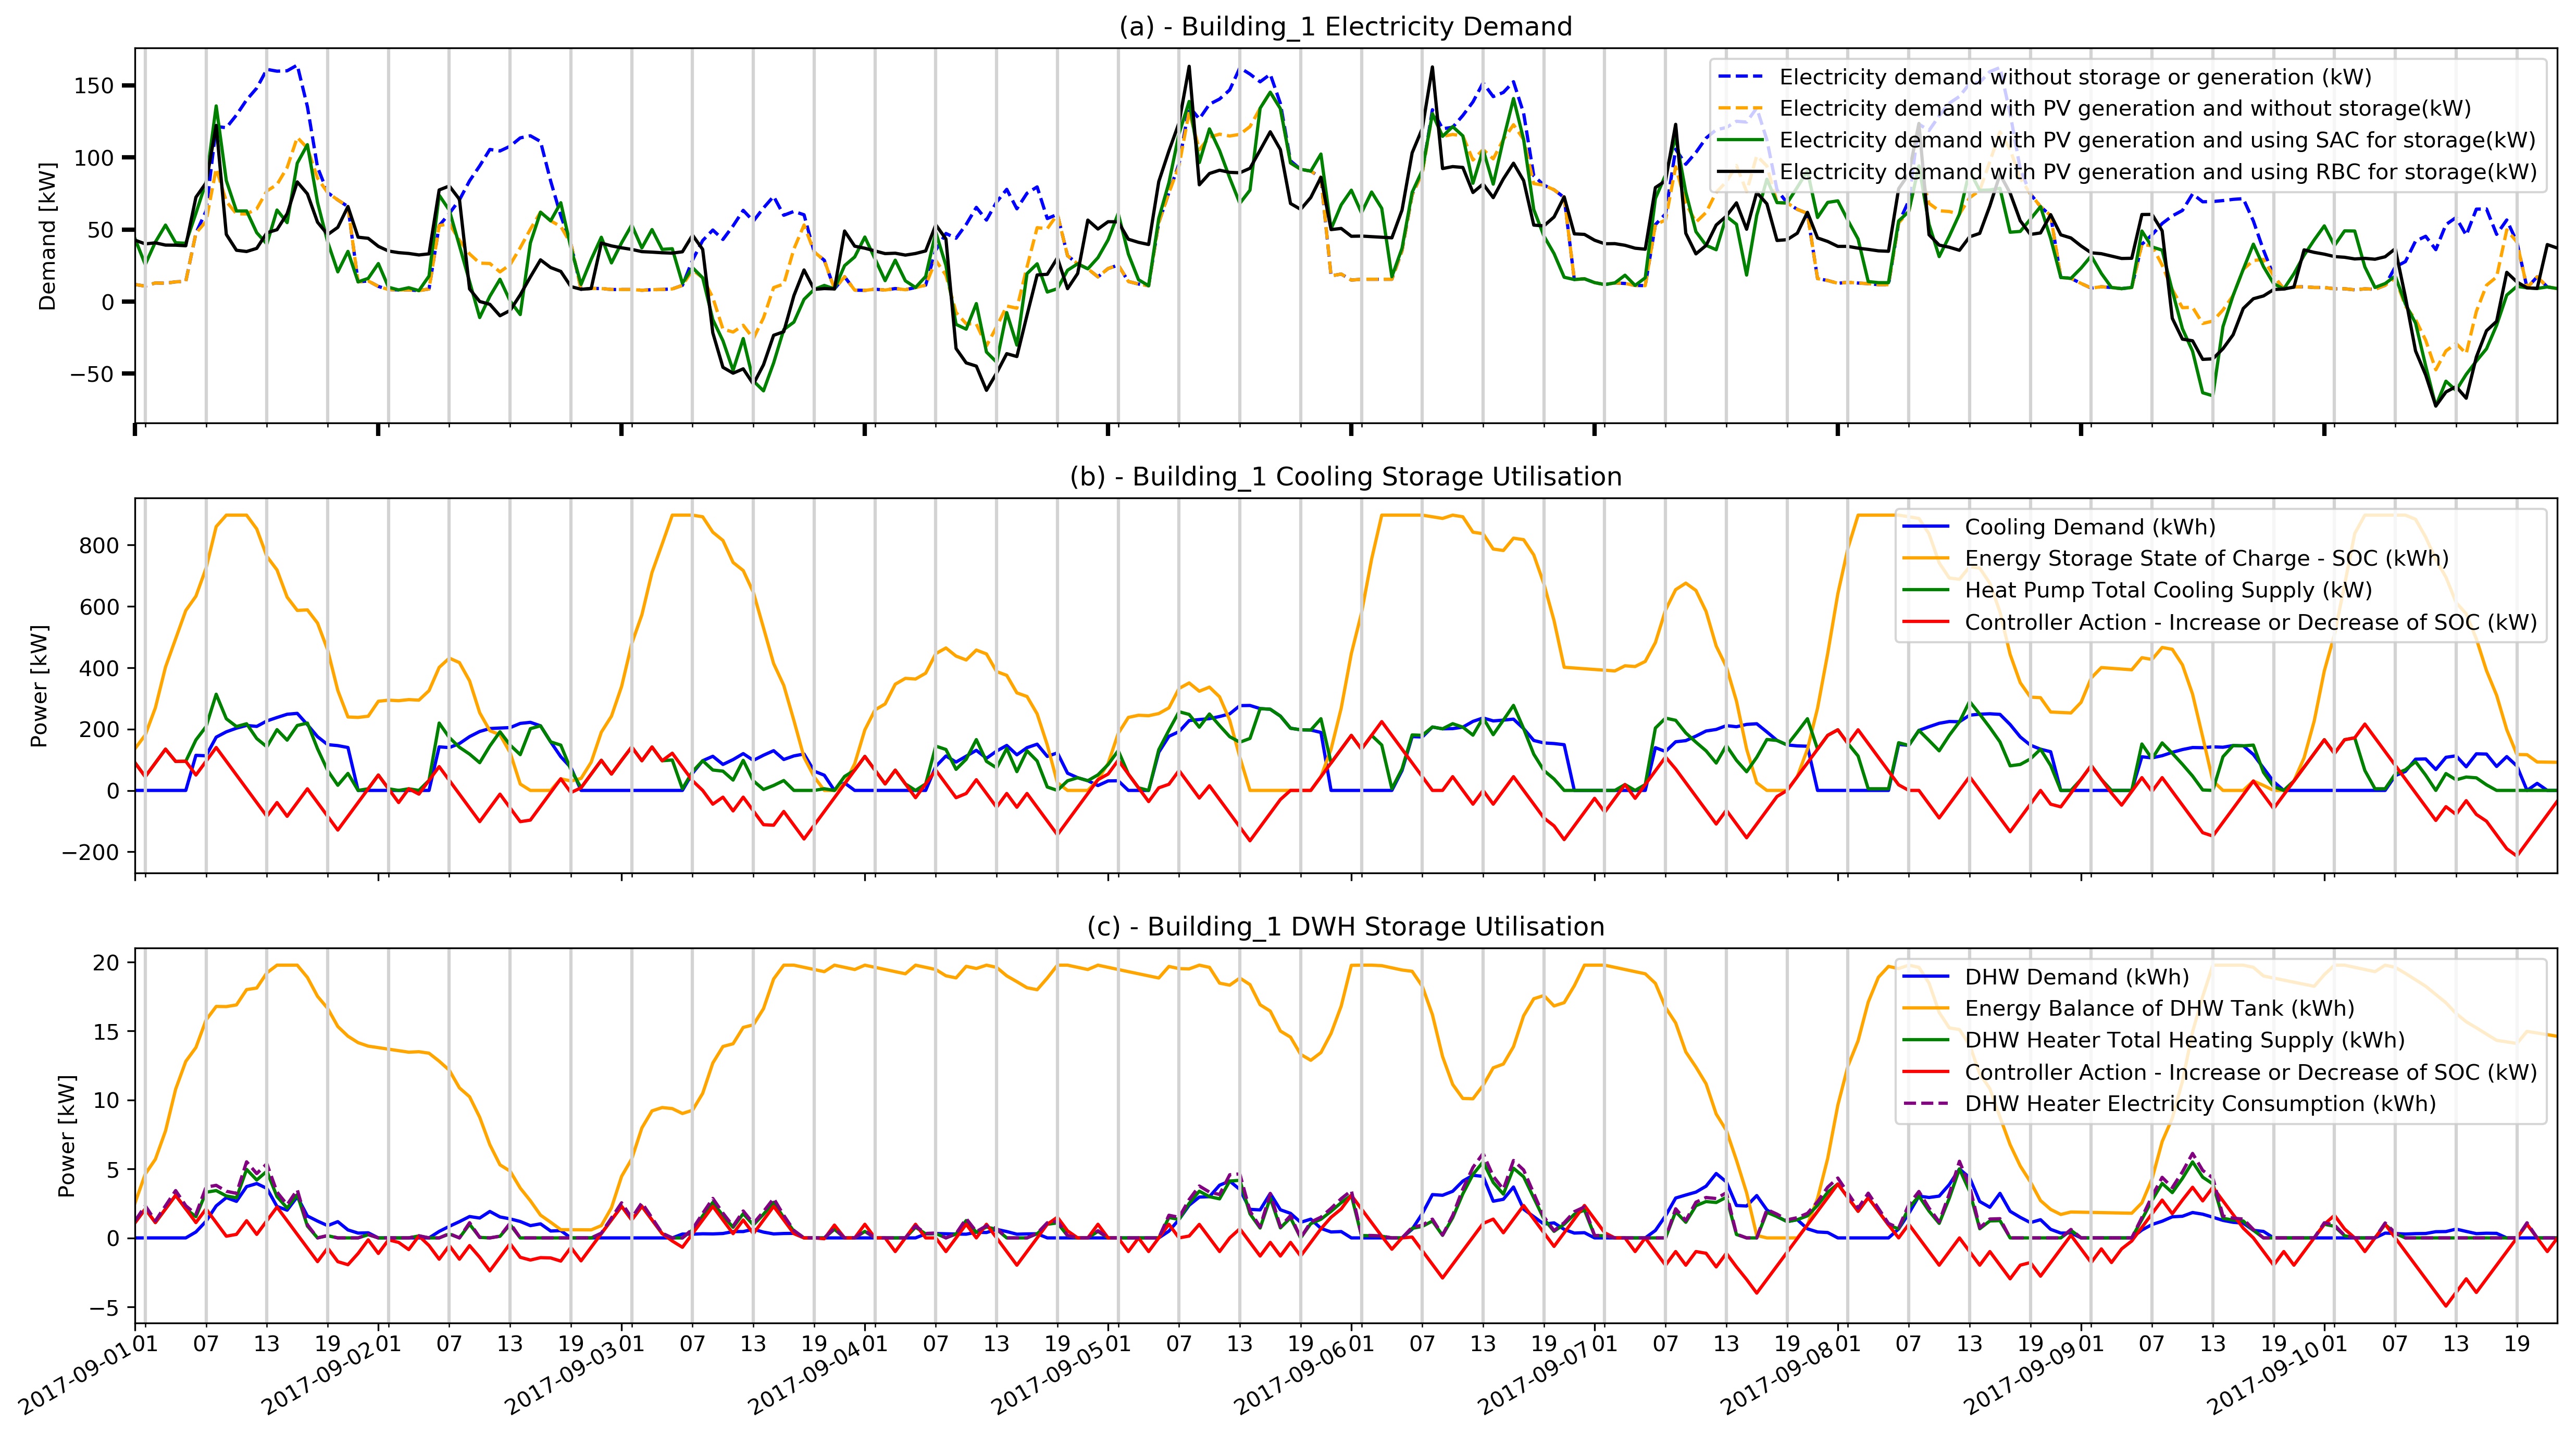 (a) - Building_1 Electricity Demand
Demand [kW]
150
100
50
0
−50
Electricity demand without storage or generation (kW)
Electricity demand with PV generation and without storage(kW)
Electricity demand with PV generation and using SAC for storage(kW)
Electricity demand with PV generation and using RBC for storage(kW)
(b) - Building_1 Cooling Storage Utilisation
Power [kW]
800
600
400
200
0
−200
Cooling Demand (kWh)
Energy Storage State of Charge - SOC (kWh)
Heat Pump Total Cooling Supply (kW)
Controller Action - Increase or Decrease of SOC (kW)
(c) - Building_1 DWH Storage Utilisation
Power [kW]
20
15
10
5
0
−5
DHW Demand (kWh)
Energy Balance of DHW Tank (kWh)
DHW Heater Total Heating Supply (kWh)
Controller Action - Increase or Decrease of SOC (kW)
DHW Heater Electricity Consumption (kWh)
01 07 13 19 01 07 13 19 01 07 13 19 01 07 13 19 01 07 13 19 01 07 13 19 01 07 13 19 01 07 13 19 01 07 13 19 01 07 13 19
2017-09-01 2017-09-02 2017-09-03 2017-09-04 2017-09-05 2017-09-06 2017-09-07 2017-09-08 2017-09-09 2017-09-10